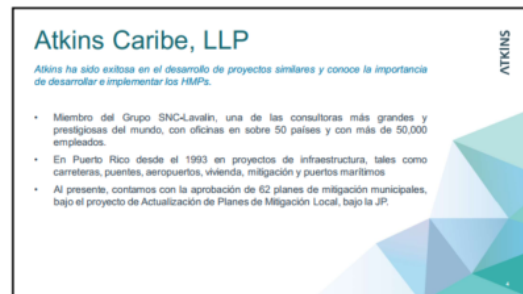 Atkins Caribe, LLP
ATKINS
Atkins ha sido exitosa en el desarrollo de proyectos similares y conoce la importancia
de desarrollar e implementar los HMPs.
• Miembro del Grupo SNC-Lavalin, una de las consultoras más grandes y
prestigiosas del mundo, con oficinas en sobre 50 países y con más de 50,000
empleados.
• En Puerto Rico desde el 1993 en proyectos de infraestructura, tales como
carreteras, puentes, aeropuertos, vivienda, mitigación y puertos marítimos
• Al presente, contamos con la aprobación de 62 planes de mitigación municipales,
bajo el proyecto de Actualización de Planes de Mitigación Local, bajo la JP.